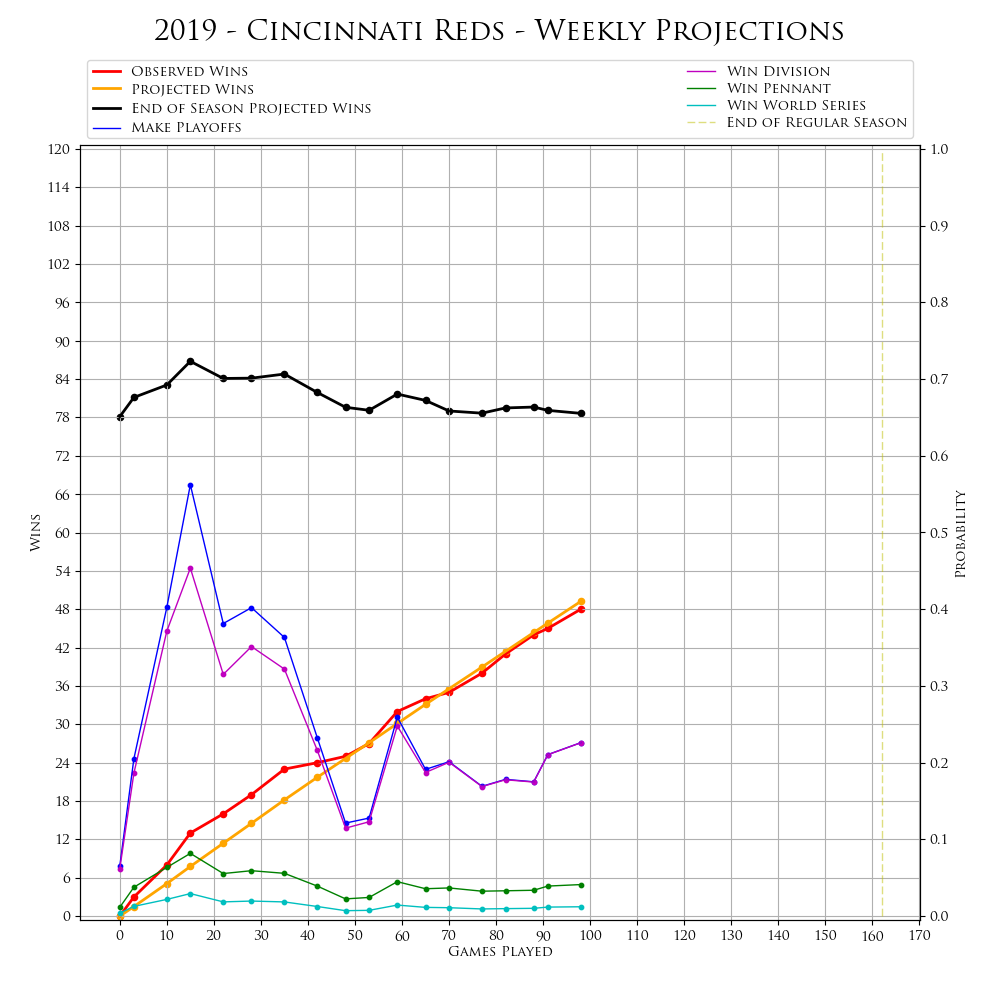 2019 - Cincinnati Reds - Weekly Projections
Observed Wins
Projected Wins
End of Season Projected Wins
Make Playoffs
Win Division
Win Pennant
Win World Series
End of Regular Season
120
114
108
102
96
90
84
78
72
66
60
54
48
42
36
30
24
18
12
6
0
Wins
1.0
0.9
0.8
0.7
0.6
0.5
0.4
0.3
0.2
0.1
0.0
Probability
0 10 20 30 40 50 60 70 80 90 100 110 120 130 140 150 160 170
Games Played